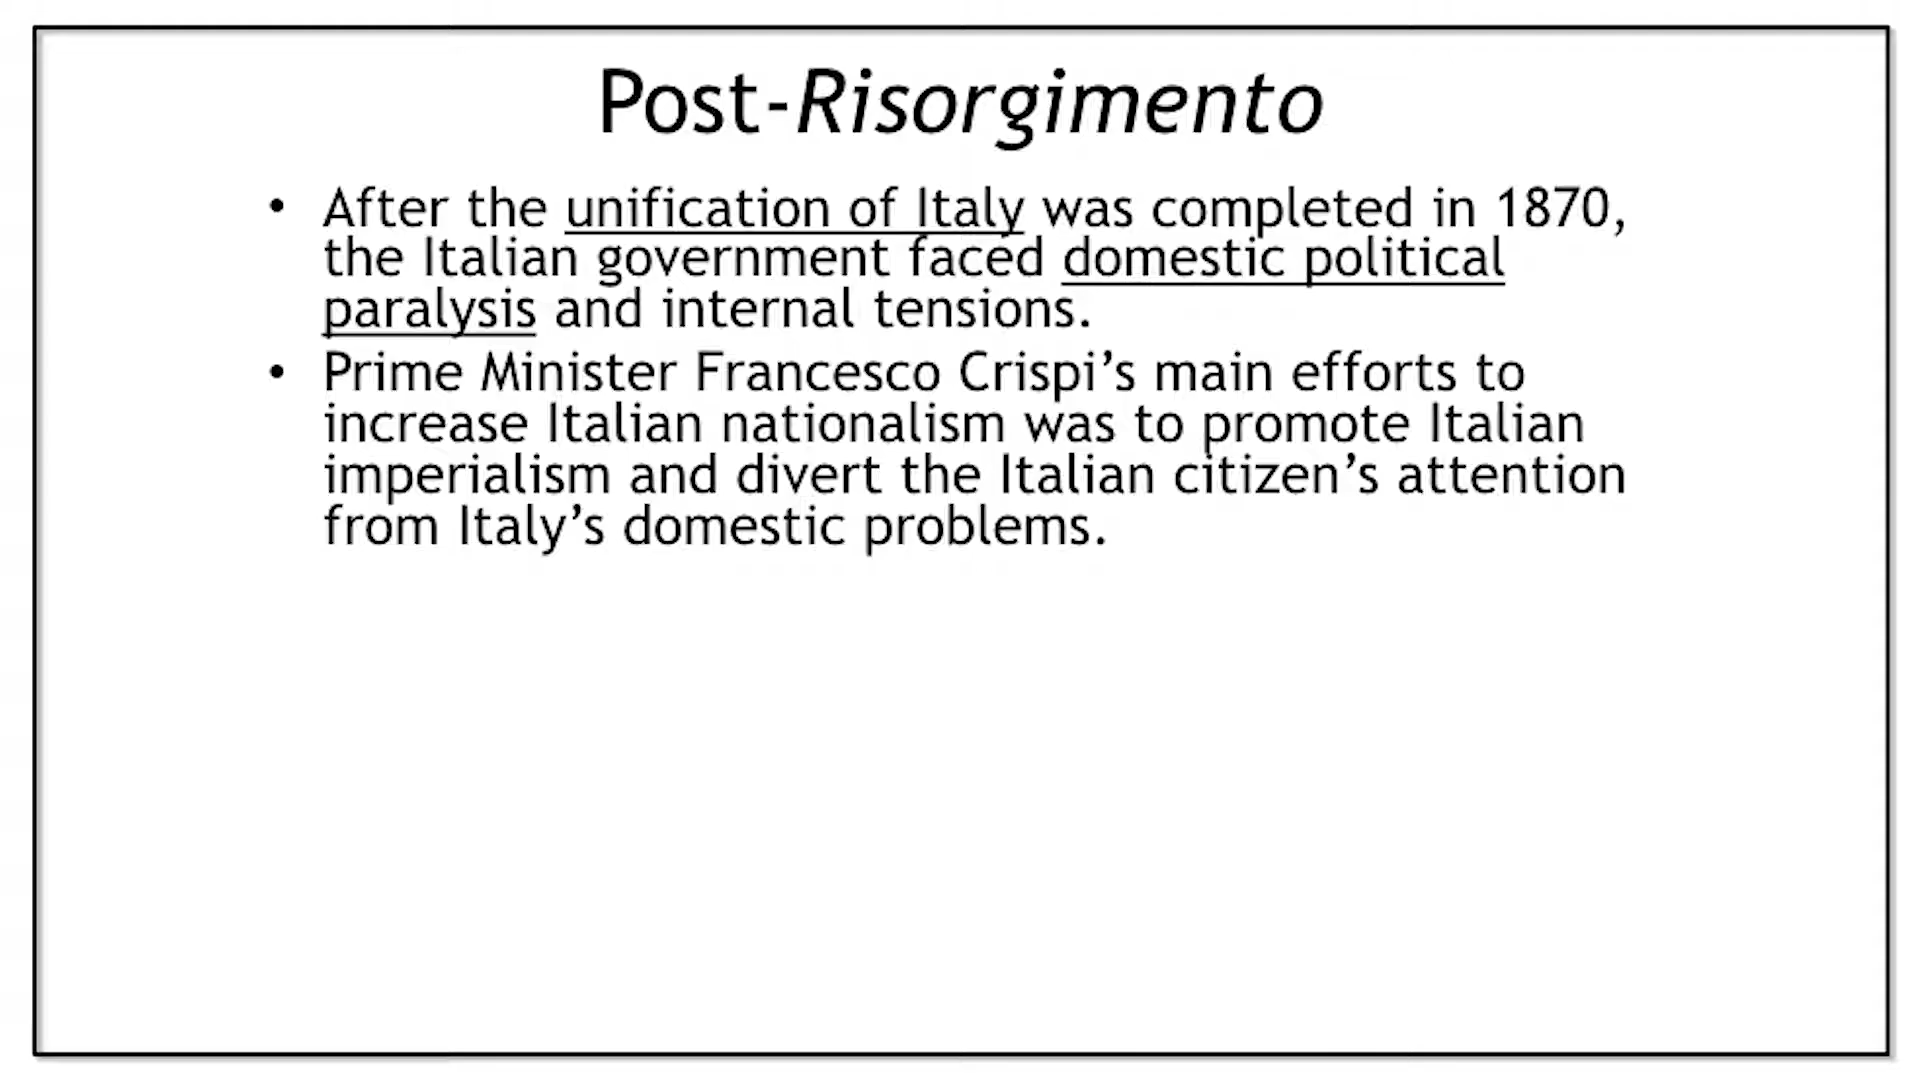 Post-Risorgimento
• After the unification of Italy was completed in 1870,
the Italian government faced domestic political
paralysis and internal tensions.
• Prime Minister Francesco Crispi’s main efforts to
increase Italian nationalism was to promote Italian
imperialism and divert the Italian citizen’s attention
from Italy’s domestic problems.